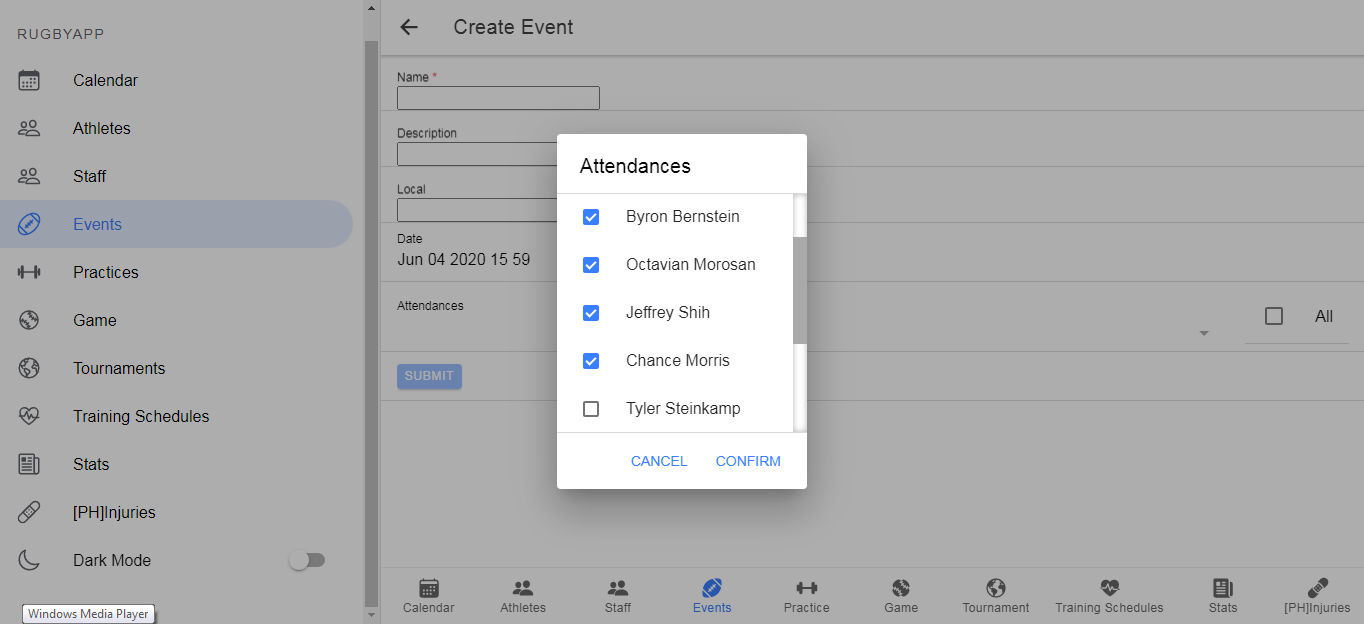 RUGBYAPP
Calendar
Athletes
Staff
Events
Practices
Game
Tournaments
Training Schedules
Stats
[PH]Injuries
Dark Mode
Windows Media Player
Create Event
Name *
Description
Local
Date
Jun 04 2020 15 59
Attendances
All
SUBMIT
Attendances
Byron Bernstein
Octavian Morosan
Jeffrey Shih
Chance Morris
Tyler Steinkamp
CANCEL CONFIRM
Calendar Athletes Staff Events Practice Game Tournament Training Schedules Stats [PH]Injuries